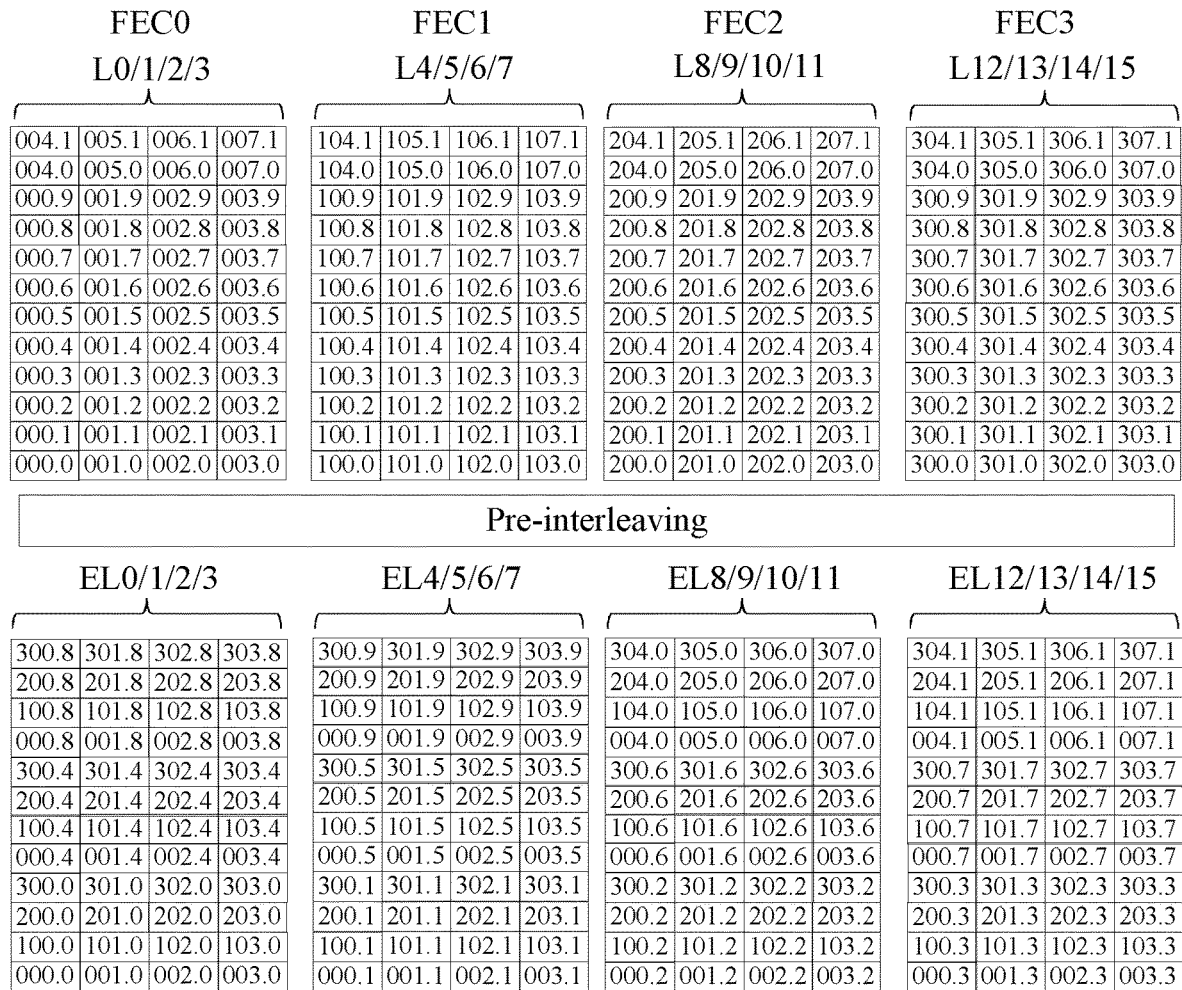 FEC0 FEC1 FEC2 FEC3
L0/1/2/3 L4/5/6/7 L8/9/10/11 L12/13/14/15
004.1 005.1 006.1 007.1 104.1 105.1 106.1 107.1 204.1 205.1 206.1 207.1 304.1 305.1 306.1 307.1
004.0 005.0 006.0 007.0 104.0 105.0 106.0 107.0 204.0 205.0 206.0 207.0 304.0 305.0 306.0 307.0
000.9 001.9 002.9 003.9 100.9 101.9 102.9 103.9 200.9 201.9 202.9 203.9 300.9 301.9 302.9 303.9
000.8 001.8 002.8 003.8 100.8 101.8 102.8 103.8 200.8 201.8 202.8 203.8 300.8 301.8 302.8 303.8
000.7 001.7 002.7 003.7 100.7 101.7 102.7 103.7 200.7 201.7 202.7 203.7 300.7 301.7 302.7 303.7
000.6 001.6 002.6 003.6 100.6 101.6 102.6 103.6 200.6 201.6 202.6 203.6 300.6 301.6 302.6 303.6
000.5 001.5 002.5 003.5 100.5 101.5 102.5 103.5 200.5 201.5 202.5 203.5 300.5 301.5 302.5 303.5
000.4 001.4 002.4 003.4 100.4 101.4 102.4 103.4 200.4 201.4 202.4 203.4 300.4 301.4 302.4 303.4
000.3 001.3 002.3 003.3 100.3 101.3 102.3 103.3 200.3 201.3 202.3 203.3 300.3 301.3 302.3 303.3
000.2 001.2 002.2 003.2 100.2 101.2 102.2 103.2 200.2 201.2 202.2 203.2 300.2 301.2 302.2 303.2
000.1 001.1 002.1 003.1 100.1 101.1 102.1 103.1 200.1 201.1 202.1 203.1 300.1 301.1 302.1 303.1
000.0 001.0 002.0 003.0 100.0 101.0 102.0 103.0 200.0 201.0 202.0 203.0 300.0 301.0 302.0 303.0
Pre-interleaving
EL0/1/2/3 EL4/5/6/7 EL8/9/10/11 EL12/13/14/15
300.8 301.8 302.8 303.8 300.9 301.9 302.9 303.9 304.0 305.0 306.0 307.0 304.1 305.1 306.1 307.1
200.8 201.8 202.8 203.8 200.9 201.9 202.9 203.9 204.0 205.0 206.0 207.0 204.1 205.1 206.1 207.1
100.8 101.8 102.8 103.8 100.9 101.9 102.9 103.9 104.0 105.0 106.0 107.0 104.1 105.1 106.1 107.1
000.8 001.8 002.8 003.8 000.9 001.9 002.9 003.9 004.0 005.0 006.0 007.0 004.1 005.1 006.1 007.1
300.4 301.4 302.4 303.4 300.5 301.5 302.5 303.5 300.6 301.6 302.6 303.6 300.7 301.7 302.7 303.7
200.4 201.4 202.4 203.4 200.5 201.5 202.5 203.5 200.6 201.6 202.6 203.6 200.7 201.7 202.7 203.7
100.4 101.4 102.4 103.4 100.5 101.5 102.5 103.5 100.6 101.6 102.6 103.6 100.7 101.7 102.7 103.7
000.4 001.4 002.4 003.4 000.5 001.5 002.5 003.5 000.6 001.6 002.6 003.6 000.7 001.7 002.7 003.7
300.0 301.0 302.0 303.0 300.1 301.1 302.1 303.1 300.2 301.2 302.2 303.2 300.3 301.3 302.3 303.3
200.0 201.0 202.0 203.0 200.1 201.1 202.1 203.1 200.2 201.2 202.2 203.2 200.3 201.3 202.3 203.3
100.0 101.0 102.0 103.0 100.1 101.1 102.1 103.1 100.2 101.2 102.2 103.2 100.3 101.3 102.3 103.3
000.0 001.0 002.0 003.0 000.1 001.1 002.1 003.1 000.2 001.2 002.2 003.2 000.3 001.3 002.3 003.3